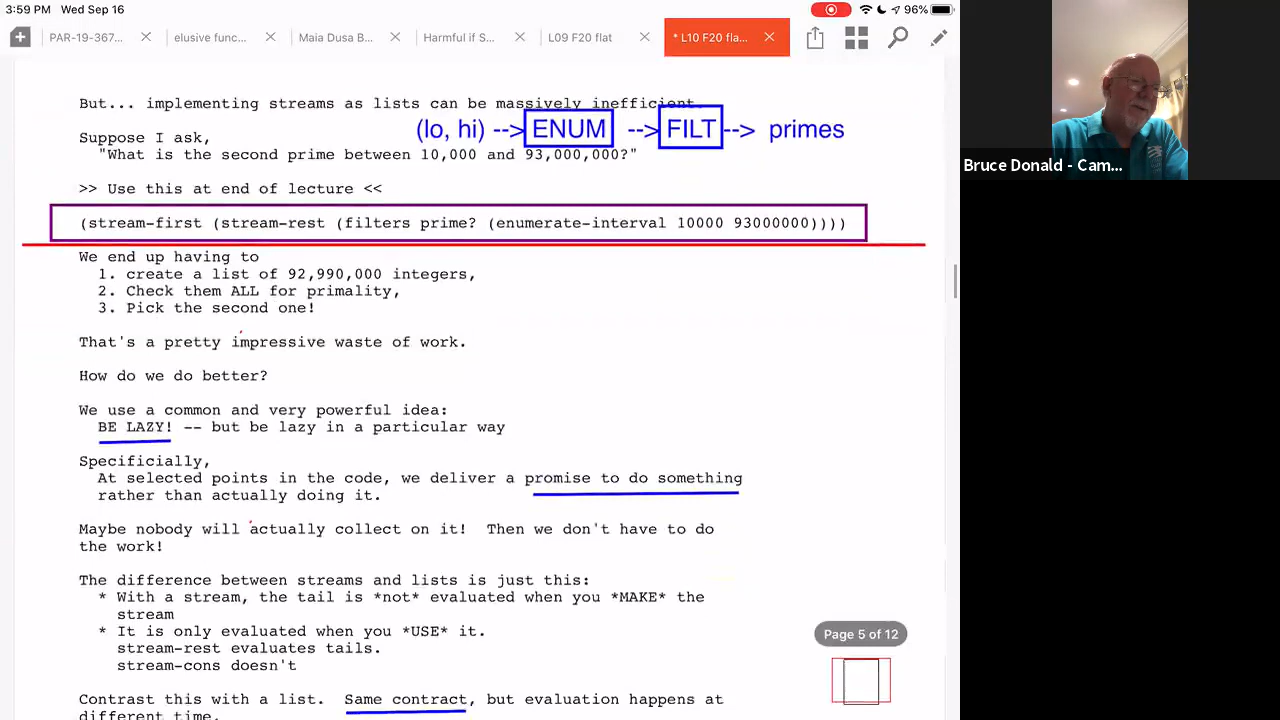 3:59 PM Wed Sep 16
96%
PAR-19-367...
elusive func...
Maia Dusa B...
Harmful if S...
L09 F20 flat
* L10 F20 fla...
But... implementing streams as lists can be massively inefficient.
(lo, hi) --> ENUM --> FILT --> primes
Suppose I ask,
"What is the second prime between 10,000 and 93,000,000?"
>> Use this at end of lecture <<
(stream-first (stream-rest (filters prime? (enumerate-interval 10000 93000000))))
We end up having to
1. create a list of 92,990,000 integers,
2. Check them ALL for primality,
3. Pick the second one!
That's a pretty impressive waste of work.
How do we do better?
We use a common and very powerful idea:
BE LAZY! -- but be lazy in a particular way
Specificially,
At selected points in the code, we deliver a promise to do something
rather than actually doing it.
Maybe nobody will actually collect on it! Then we don't have to do
the work!
The difference between streams and lists is just this:
* With a stream, the tail is *not* evaluated when you *MAKE* the
stream
* It is only evaluated when you *USE* it.
stream-rest evaluates tails.
stream-cons doesn't
Contrast this with a list. Same contract, but evaluation happens at
different time.
Page 5 of 12
Bruce Donald - Cam...